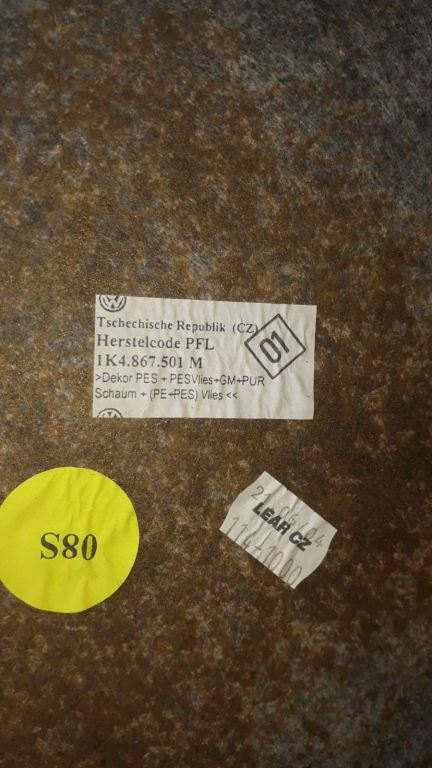 Tschechische Republik (CZ)
Herstelcode PFL
1K4.867.501 M
>Dekor PES + PESVlies+GM+PUR
Schaum + (PE+PES) Vlies <<
01
S80
LEAR CZ